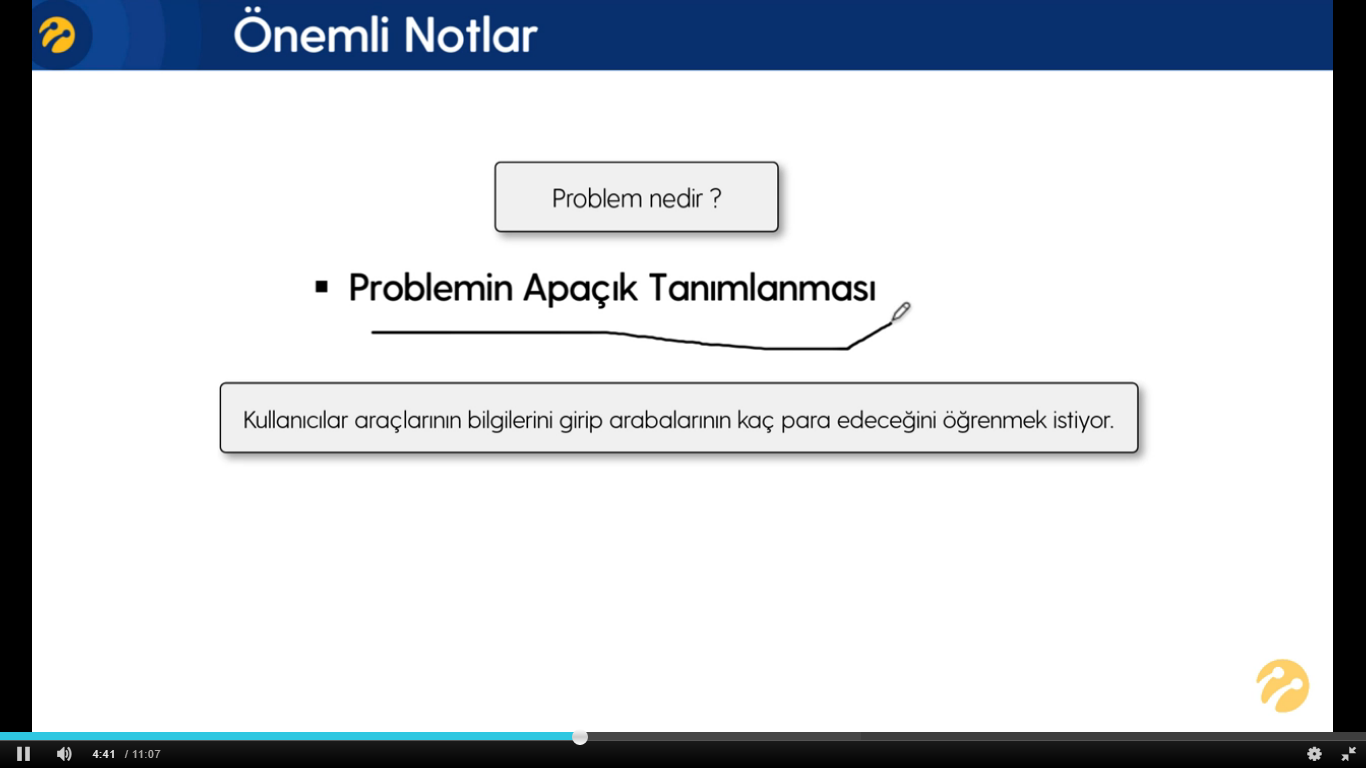 Önemli Notlar
Problem nedir ?
▪ Problemin Apaçık Tanımlanması
Kullanıcılar araçlarının bilgilerini girip arabalarının kaç para edeceğini öğrenmek istiyor.
4:41 / 11:07